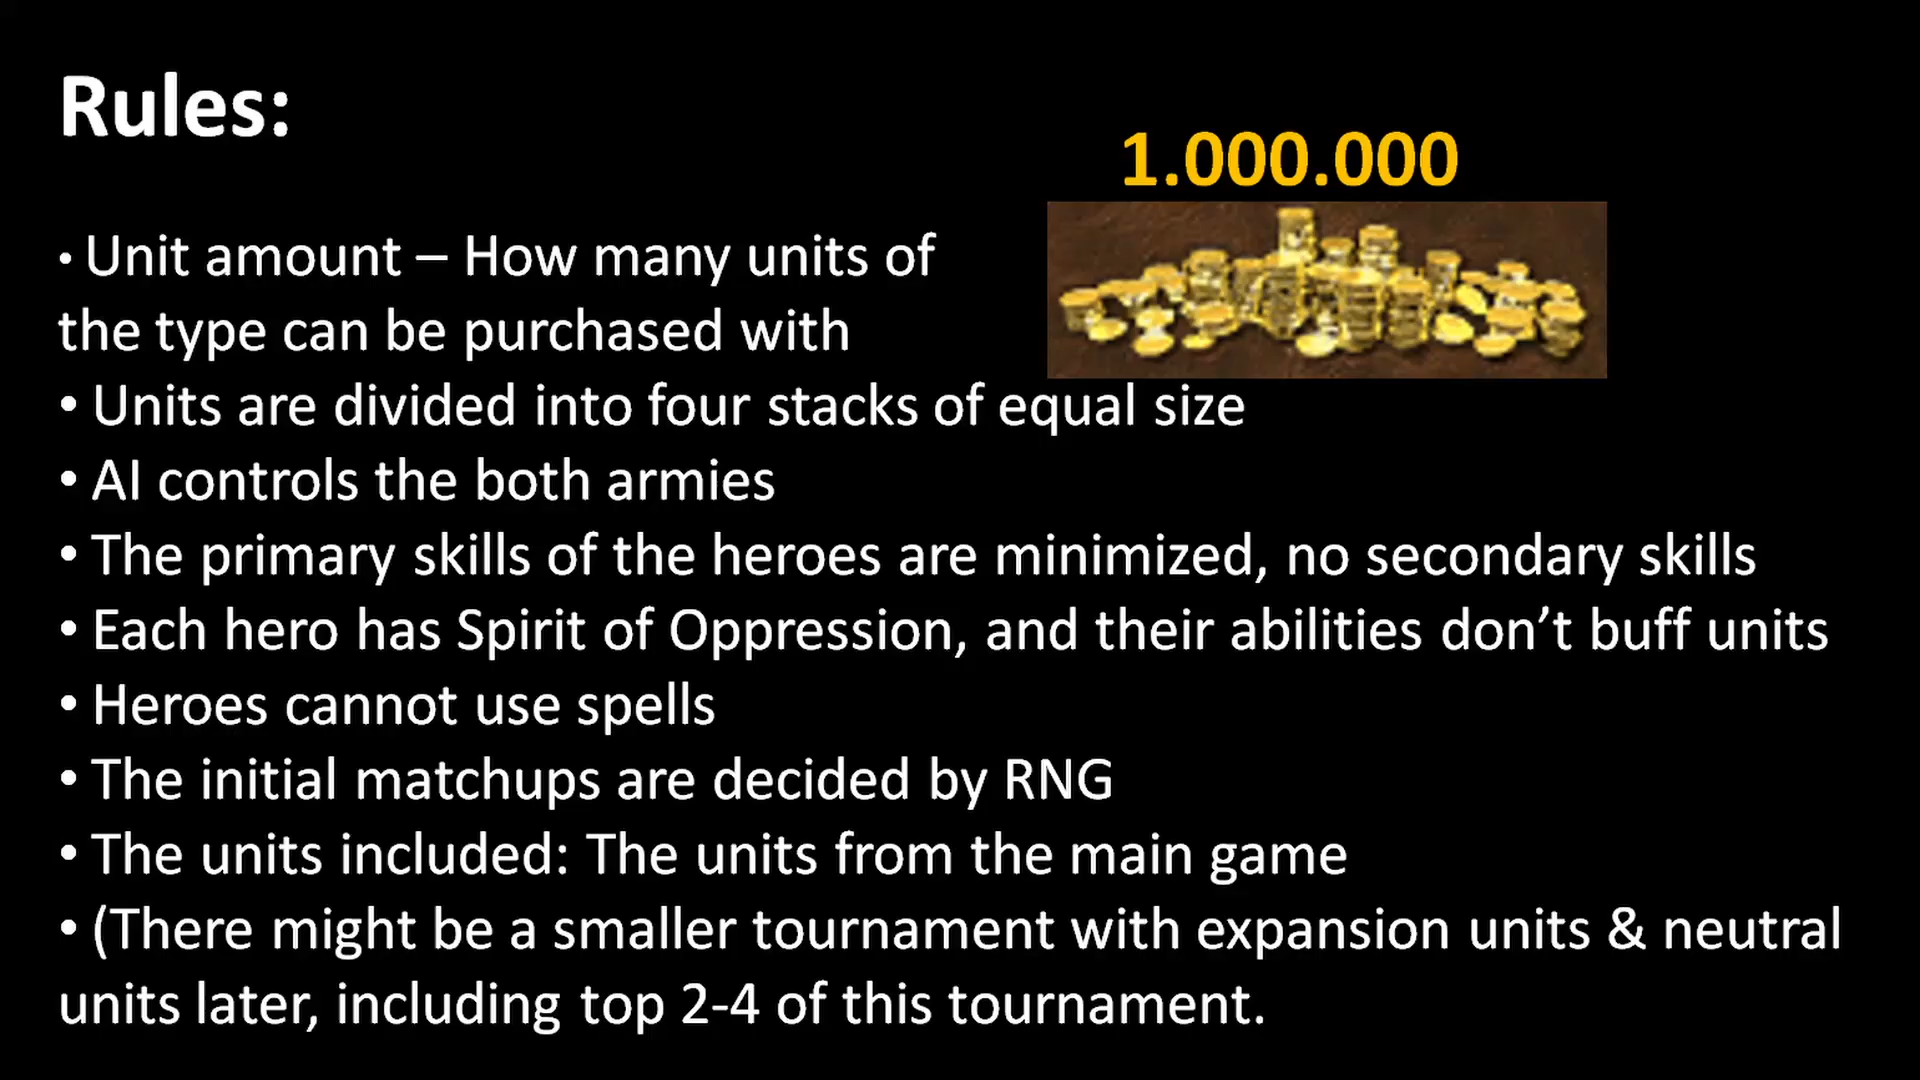 Rules:
1.000.000
• Unit amount – How many units of
the type can be purchased with
• Units are divided into four stacks of equal size
• AI controls the both armies
• The primary skills of the heroes are minimized, no secondary skills
• Each hero has Spirit of Oppression, and their abilities don’t buff units
• Heroes cannot use spells
• The initial matchups are decided by RNG
• The units included: The units from the main game
• (There might be a smaller tournament with expansion units & neutral
units later, including top 2-4 of this tournament.